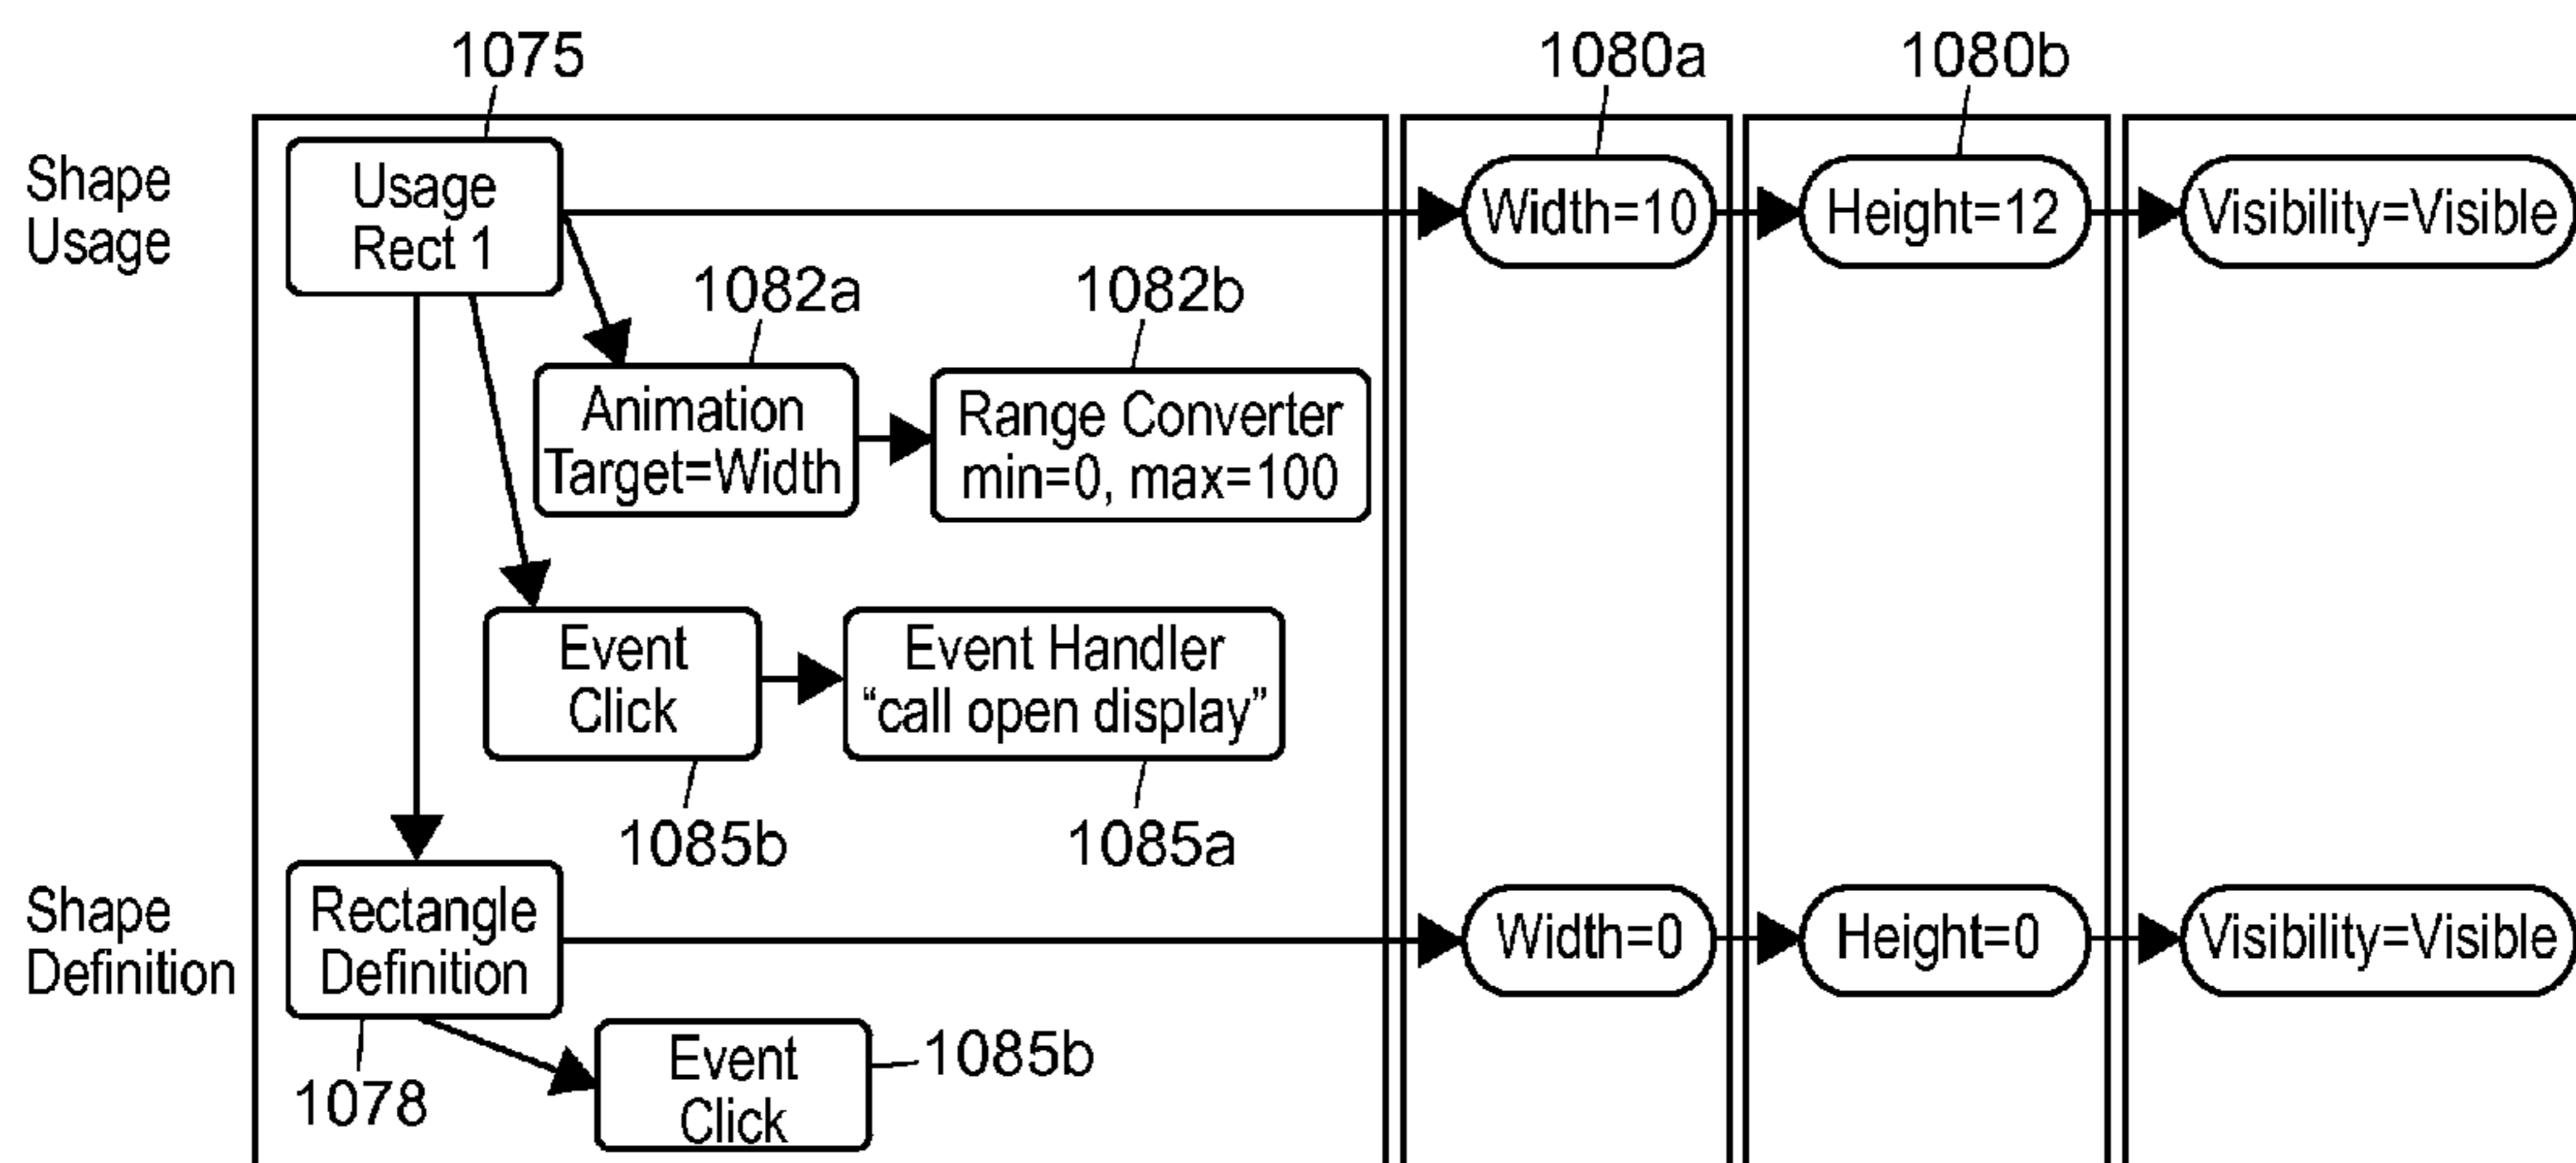 1075
1080a
1080b
Shape
Usage
Usage
Rect 1
Width=10
Height=12
Visibility=Visible
1082a
1082b
Animation
Target=Width
Range Converter
min=0, max=100
Event
Click
Event Handler
“call open display”
1085b
1085a
Shape
Definition
Rectangle
Definition
Width=0
Height=0
Visibility=Visible
1078
Event
Click
1085b